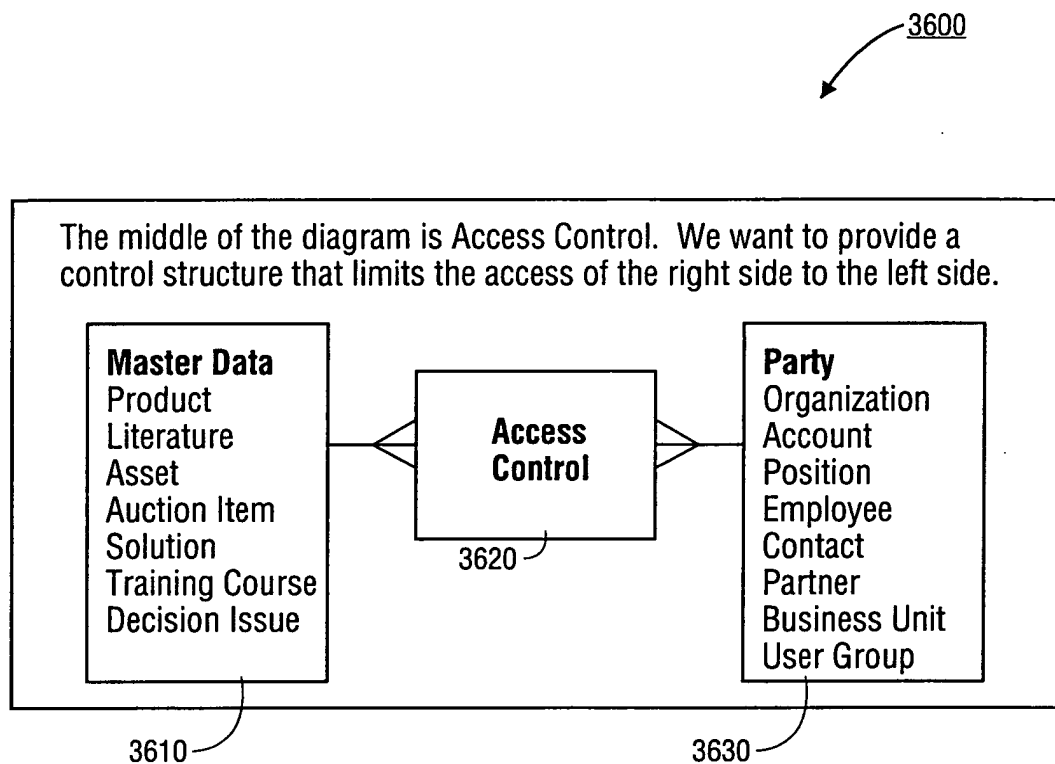 3600
The middle of the diagram is Access Control. We want to provide a
control structure that limits the access of the right side to the left side.
Master Data
Product
Literature
Asset
Auction Item
Solution
Training Course
Decision Issue
Access
Control
3620
Party
Organization
Account
Position
Employee
Contact
Partner
Business Unit
User Group
3610
3630